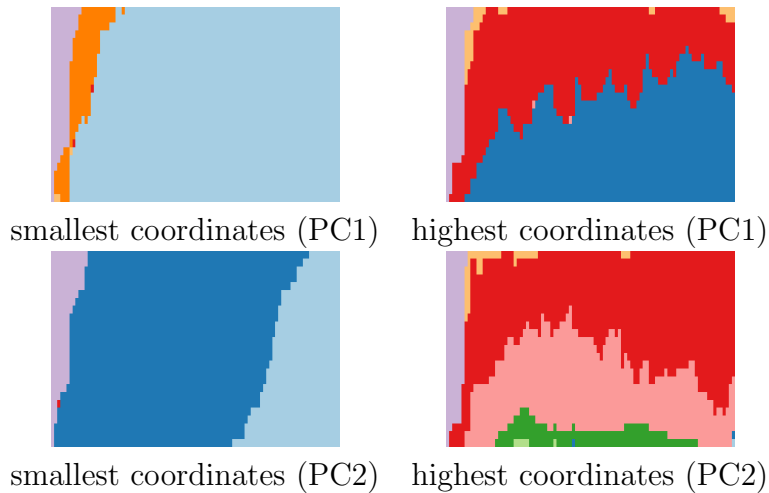 smallest coordinates (PC1)
highest coordinates (PC1)
smallest coordinates (PC2)
highest coordinates (PC2)